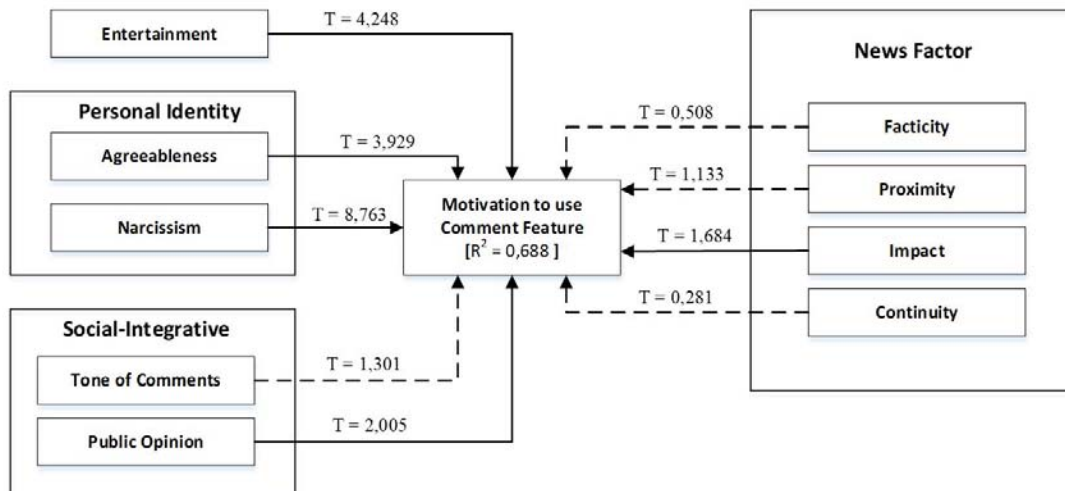 Entertainment
T = 4,248
Personal Identity
Agreeableness
T = 3,929
Narcissism
T = 8,763
Social-Integrative
Tone of Comments
T = 1,301
Public Opinion
T = 2,005
Motivation to use
Comment Feature
[R² = 0,688 ]
News Factor
T = 0,508
Facticity
T = 1,133
Proximity
T = 1,684
Impact
T = 0,281
Continuity